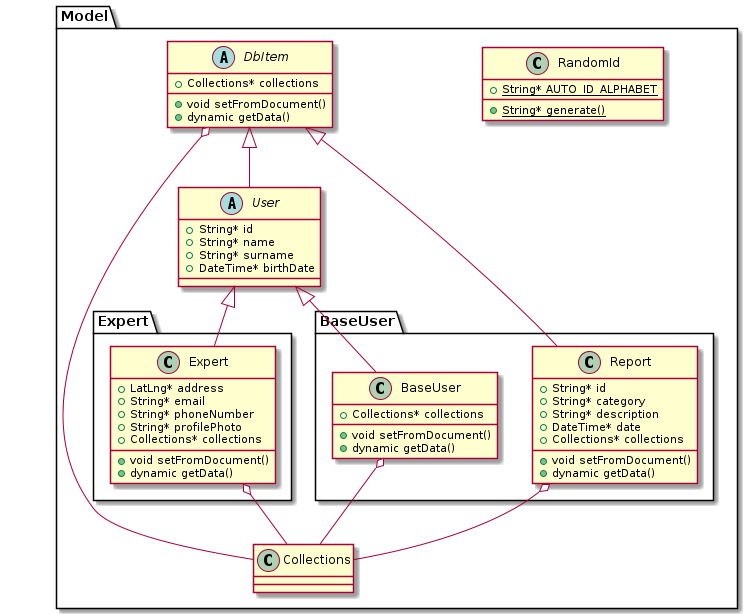 Model
A DbItem
Collections* collections
void setFromDocument()
dynamic getData()
C RandomId
String* AUTO_ID_ALPHABET
String* generate()
A User
String* id
String* name
String* surname
DateTime* birthDate
Expert
C Expert
LatLng* address
String* email
String* phoneNumber
String* profilePhoto
Collections* collections
void setFromDocument()
dynamic getData()
BaseUser
C BaseUser
Collections* collections
void setFromDocument()
dynamic getData()
C Report
String* id
String* category
String* description
DateTime* date
Collections* collections
void setFromDocument()
dynamic getData()
C Collections